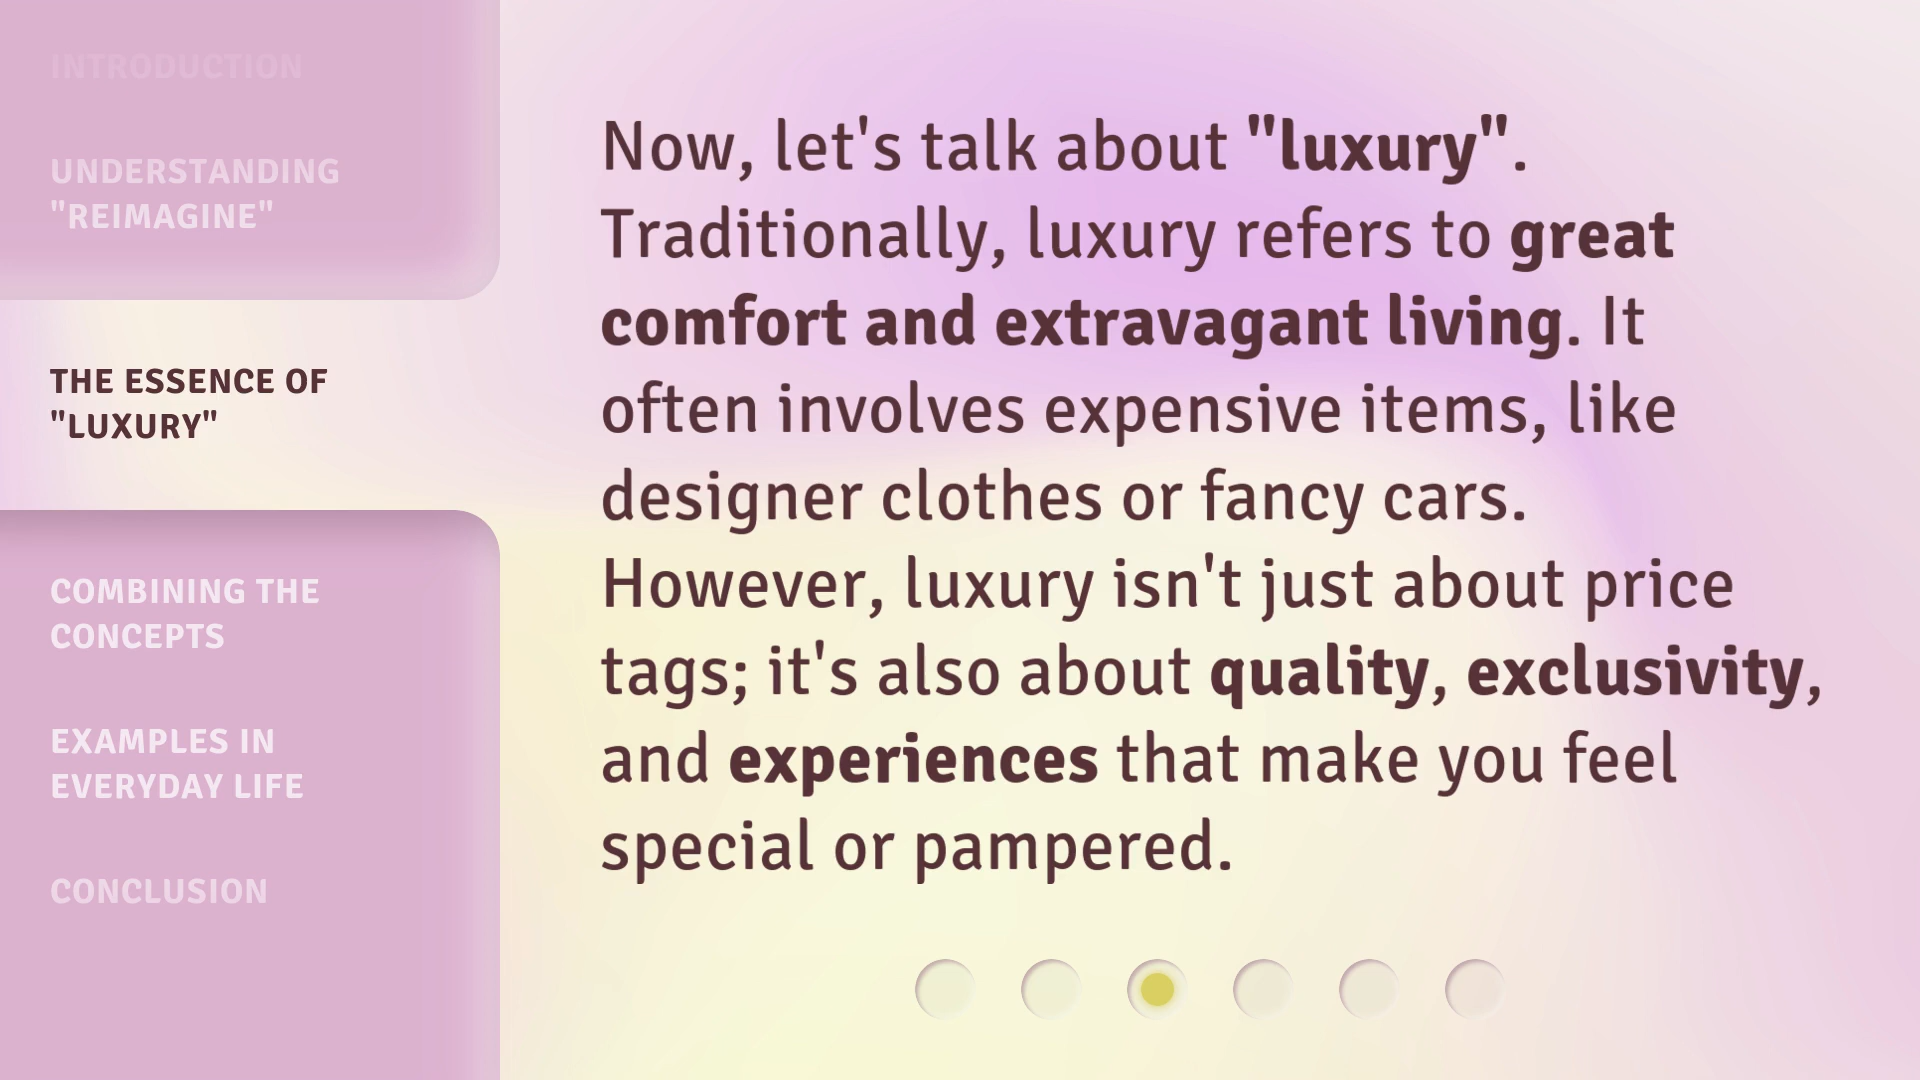 INTRODUCTION
UNDERSTANDING
"REIMAGINE"
THE ESSENCE OF
"LUXURY"
COMBINING THE
CONCEPTS
EXAMPLES IN
EVERYDAY LIFE
CONCLUSION
Now, let's talk about "luxury".
Traditionally, luxury refers to great
comfort and extravagant living. It
often involves expensive items, like
designer clothes or fancy cars.
However, luxury isn't just about price
tags; it's also about quality, exclusivity,
and experiences that make you feel
special or pampered.